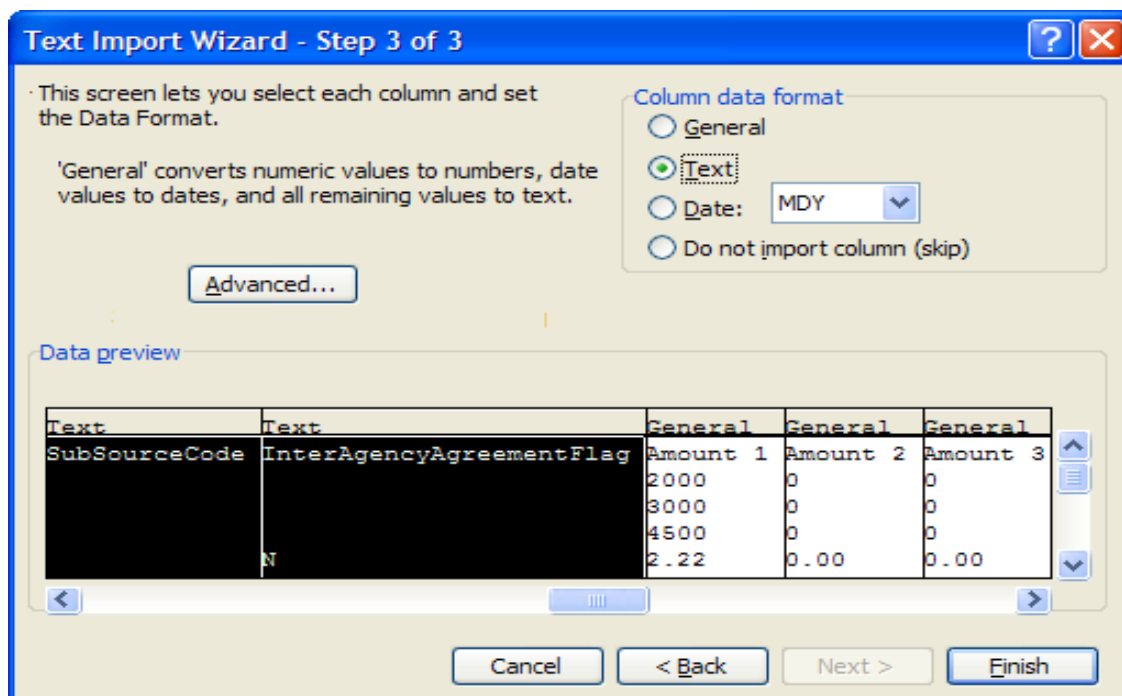 Text Import Wizard - Step 3 of 3
This screen lets you select each column and set
the Data Format.
'General' converts numeric values to numbers, date
values to dates, and all remaining values to text.
Advanced...
Column data format
General
Text
Date: MDY
Do not import column (skip)
Data preview
Text Text General General General
SubSourceCode InterAgencyAgreementFlag Amount 1 Amount 2 Amount 3
2000 0 0
3000 0 0
4500 0 0
N 2.22 0.00 0.00
Cancel < Back Next > Finish